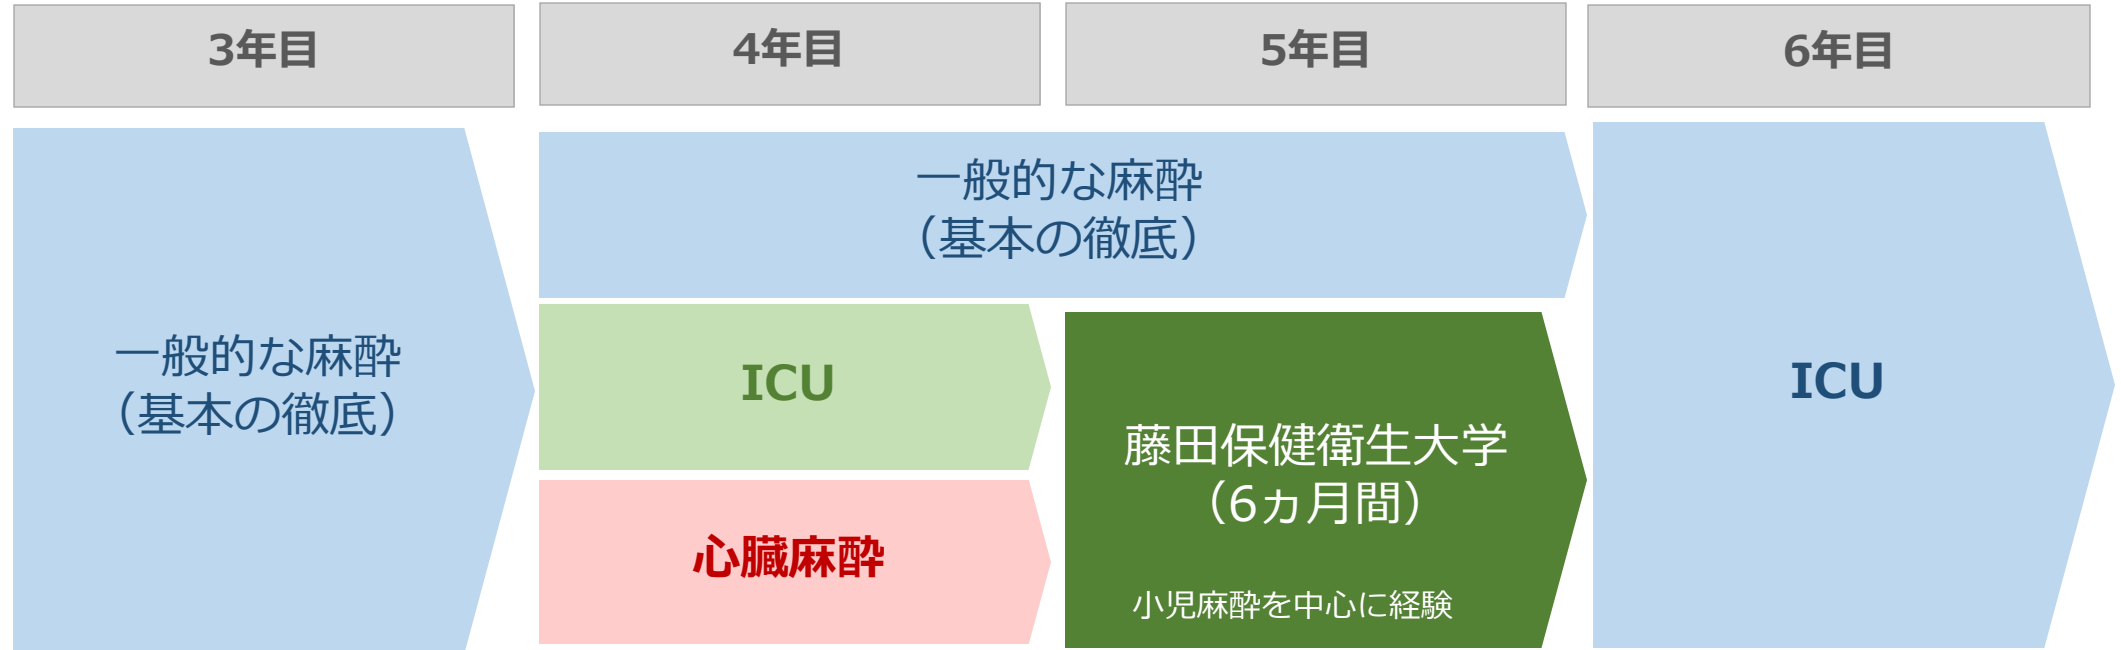 3年目
4年目
5年目
6年目
一般的な麻酔
（基本の徹底）
一般的な麻酔
（基本の徹底）
ICU
心臓麻酔
藤田保健衛生大学
（6ヵ月間）
小児麻酔を中心に経験
ICU